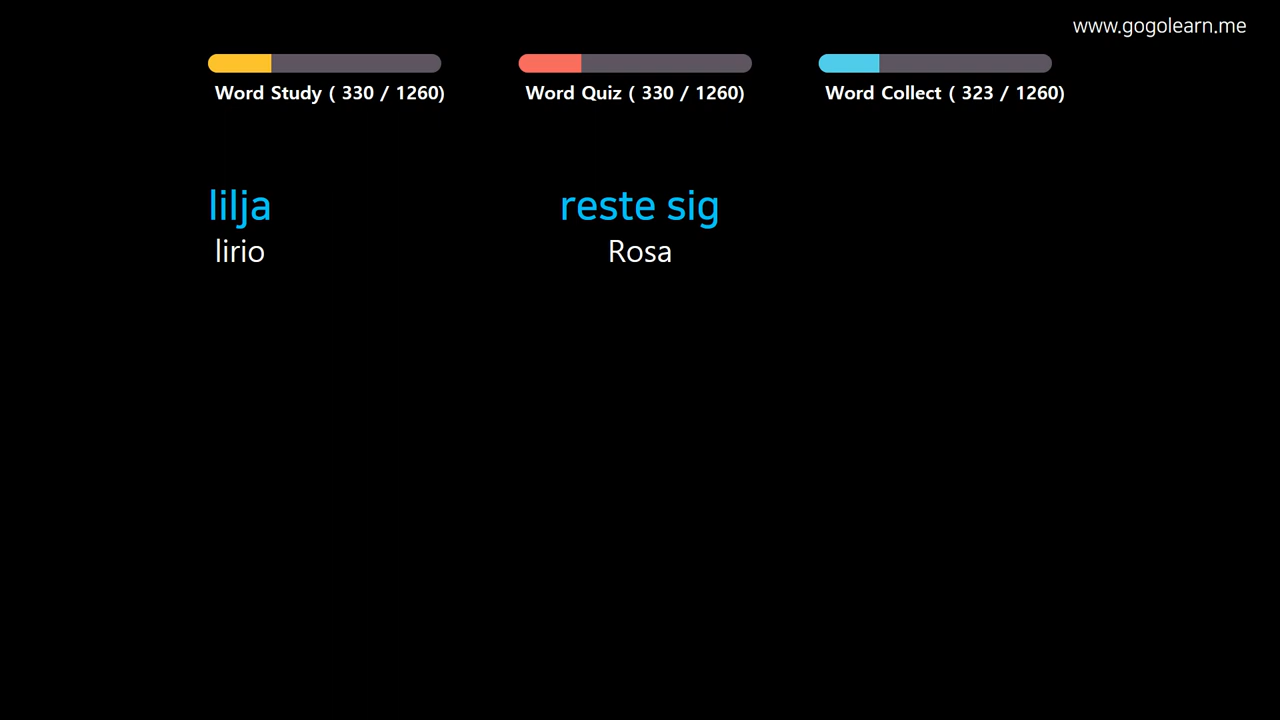 www.gogolearn.me
Word Study ( 330 / 1260)
Word Quiz ( 330 / 1260)
Word Collect ( 323 / 1260)
lilja
lirio
reste sig
Rosa